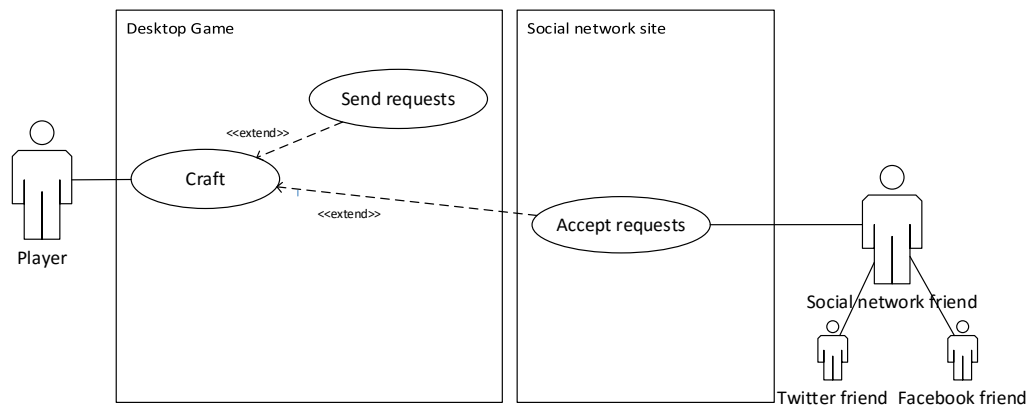 Desktop Game
Social network site
Send requests
<<extend>>
Craft
<<extend>>
Accept requests
Player
Social network friend
Twitter friend
Facebook friend